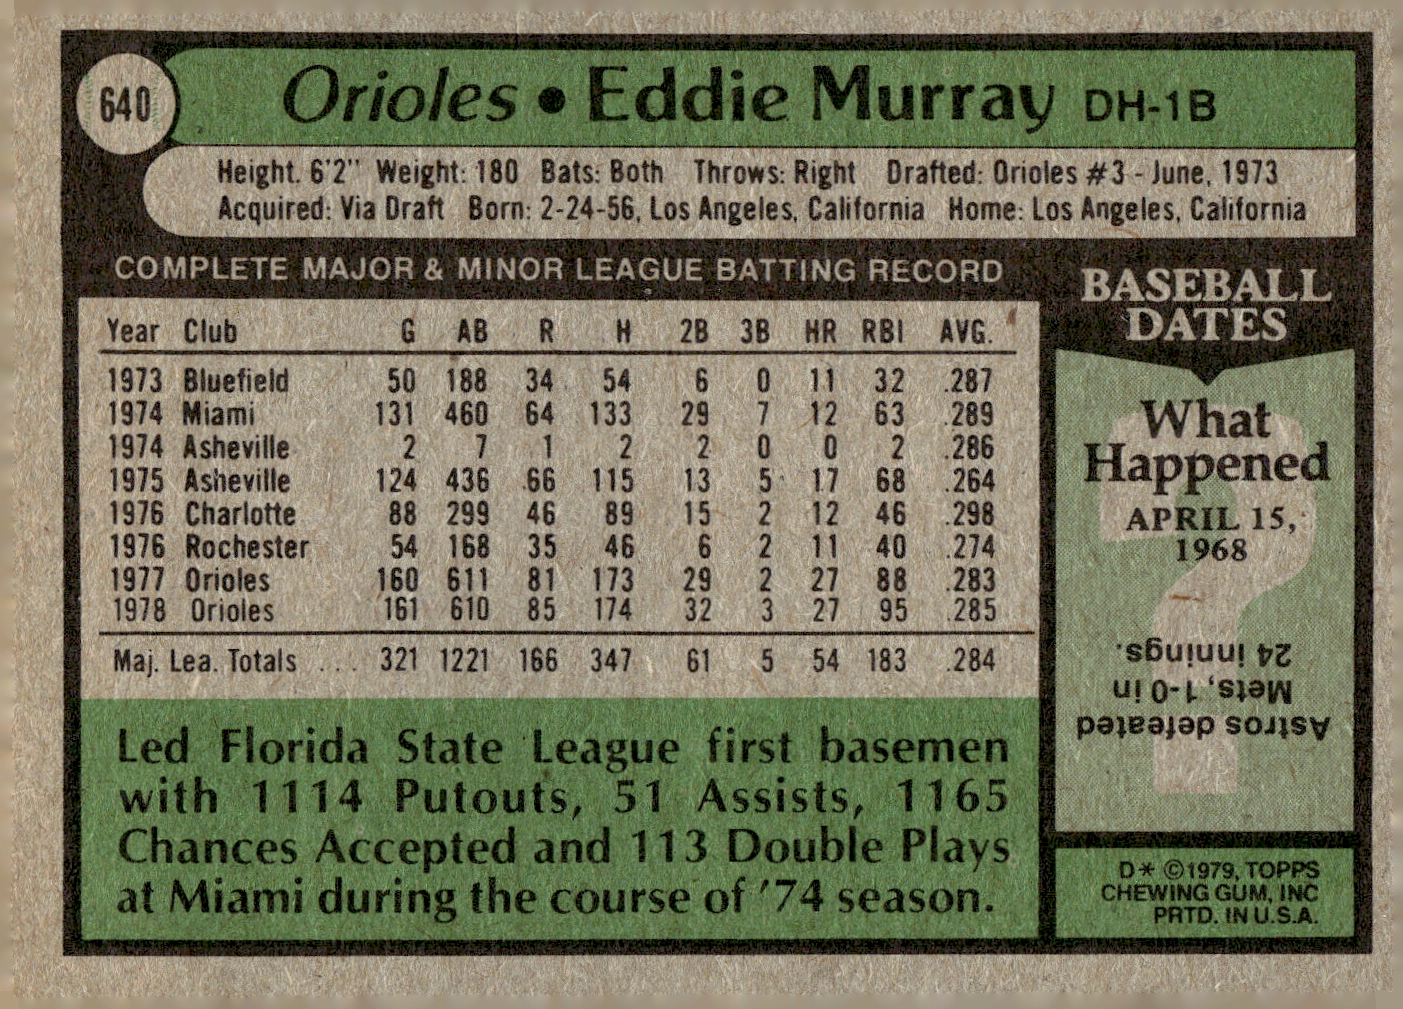 640
Orioles • Eddie Murray DH-1B
Height. 6'2" Weight: 180 Bats: Both Throws: Right Drafted: Orioles #3 - June, 1973
Acquired: Via Draft Born: 2-24-56, Los Angeles, California Home: Los Angeles, California
COMPLETE MAJOR & MINOR LEAGUE BATTING RECORD
Year Club G AB R H 2B 3B HR RBI AVG.
1973 Bluefield 50 188 34 54 6 0 11 32 .287
1974 Miami 131 460 64 133 29 7 12 63 .289
1974 Asheville 2 7 1 2 2 0 0 2 .286
1975 Asheville 124 436 66 115 13 5 17 68 .264
1976 Charlotte 88 299 46 89 15 2 12 46 .298
1976 Rochester 54 168 35 46 6 2 11 40 .274
1977 Orioles 160 611 81 173 29 2 27 88 .283
1978 Orioles 161 610 85 174 32 3 27 95 .285
Maj. Lea. Totals ... 321 1221 166 347 61 5 54 183 .284
Led Florida State League first basemen
with 1114 Putouts, 51 Assists, 1165
Chances Accepted and 113 Double Plays
at Miami during the course of '74 season.
BASEBALL
DATES
What
Happened
APRIL 15,
1968
Astros defeated
Mets, 1-0 in
24 innings.
D* ©1979, TOPPS
CHEWING GUM, INC
PRTD. IN U.S.A.